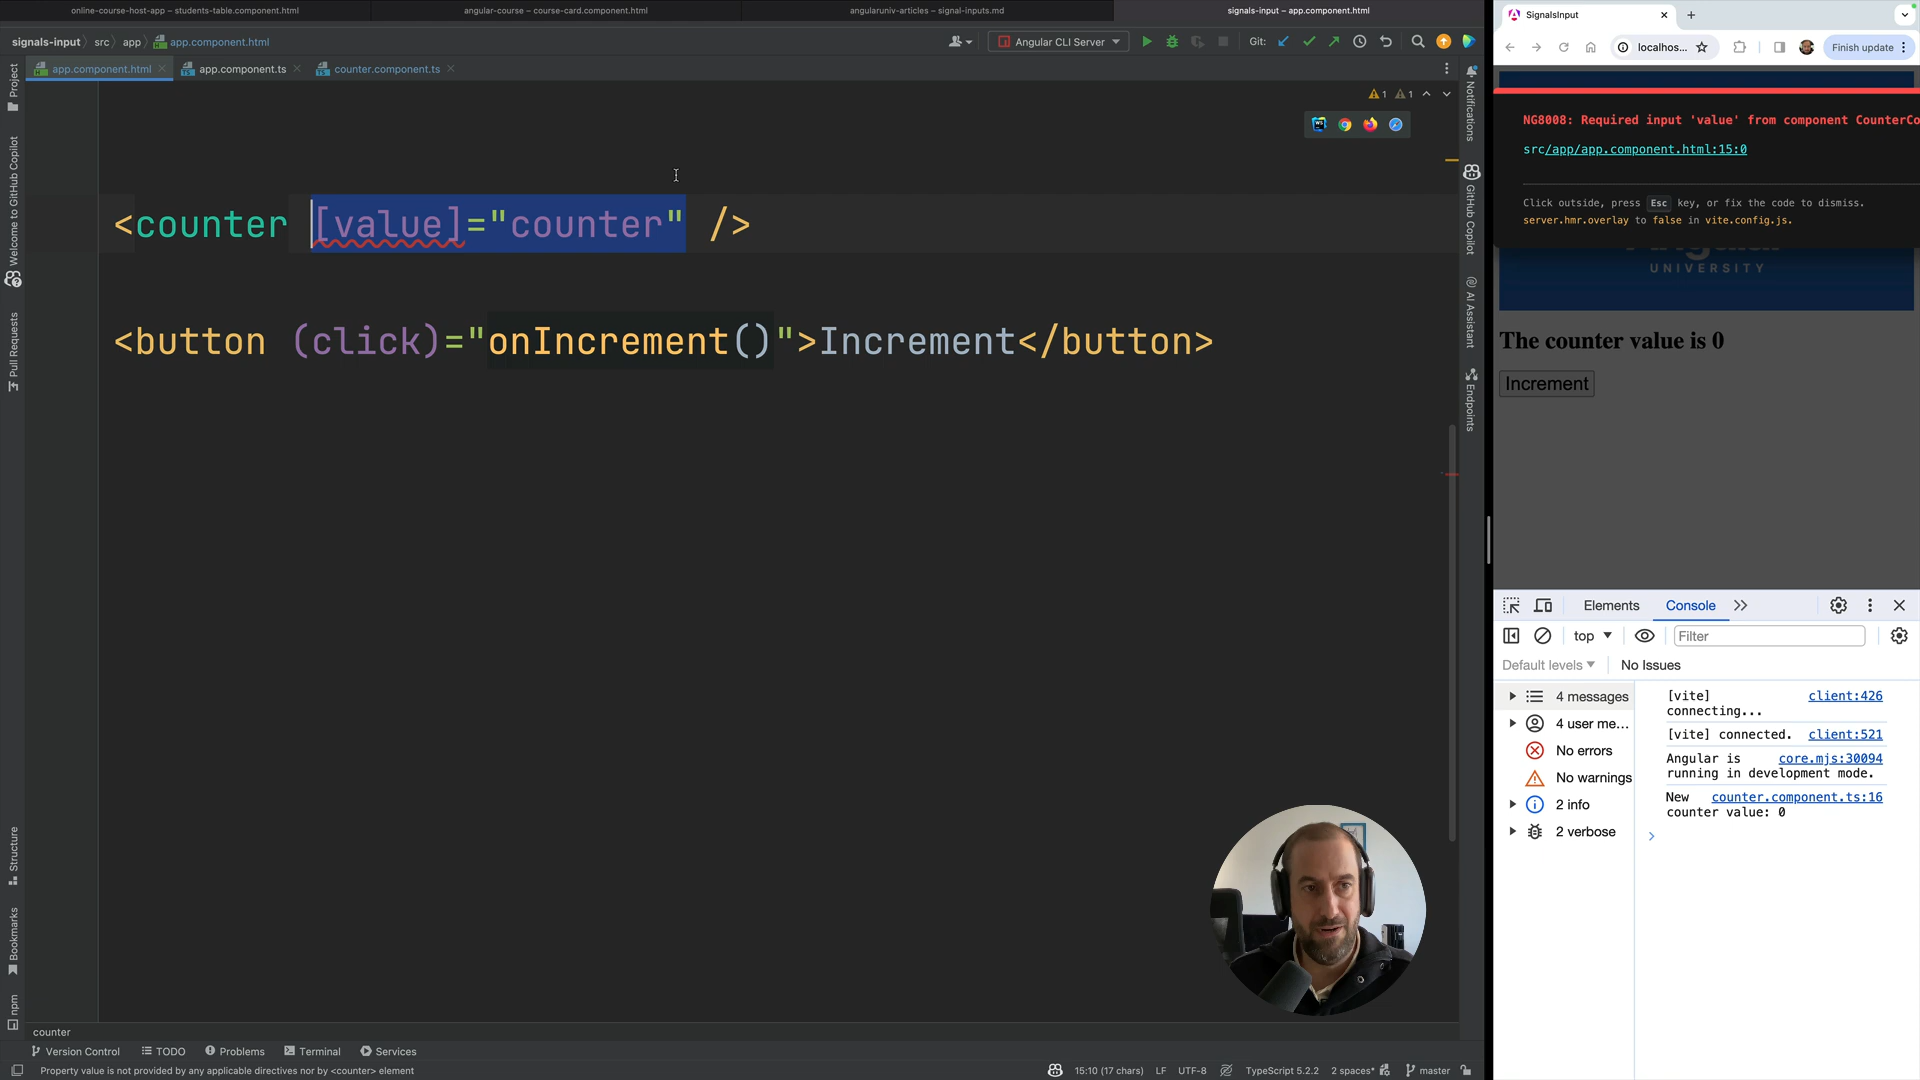 online-course-host-app – students-table.component.html
angular-course – course-card.component.html
angularuniv-articles – signal-inputs.md
signals-input – app.component.html
signals-input
src
app
app.component.html
Angular CLI Server
Git:
app.component.html
app.component.ts
counter.component.ts
1
1
<counter [value]="counter" />
<button (click)="onIncrement()">Increment</button>
Project
Welcome to GitHub Copilot
Pull Requests
Structure
Bookmarks
npm
Notifications
GitHub Copilot
AI Assistant
Endpoints
counter
Version Control
TODO
Problems
Terminal
Services
Property value is not provided by any applicable directives nor by <counter> element
15:10 (17 chars)
LF
UTF-8
TypeScript 5.2.2
2 spaces*
master
SignalsInput
localhos...
Finish update
NG8008: Required input 'value' from component CounterCo
src/app/app.component.html:15:0
Click outside, press Esc key, or fix the code to dismiss.
server.hmr.overlay to false in vite.config.js.
UNIVERSITY
The counter value is 0
Increment
Elements
Console
top
Filter
Default levels
No Issues
4 messages
4 user me...
No errors
No warnings
2 info
2 verbose
[vite] client:426
connecting...
[vite] connected. client:521
Angular is core.mjs:30094
running in development mode.
New counter.component.ts:16
counter value: 0